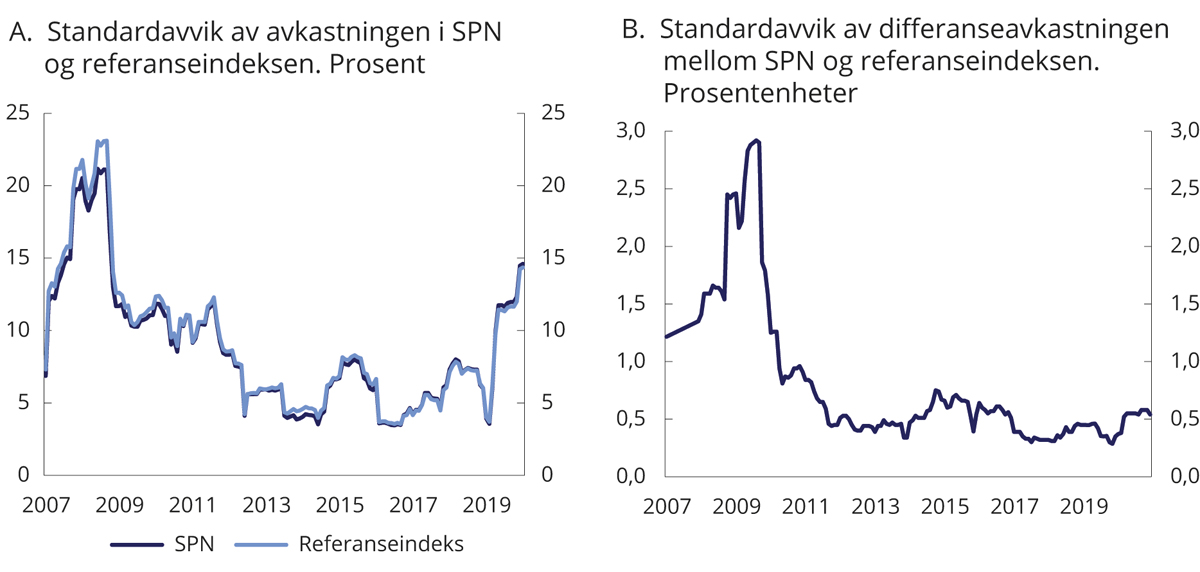 A. Standardavvik av avkastningen i SPN
og referanseindeksen. Prosent
25 25
20 20
15 15
10 10
5 5
0 0
2007 2009 2011 2013 2015 2017 2019
SPN Referanseindeks
B. Standardavvik av differanseavkastningen
mellom SPN og referanseindeksen.
Prosentenheter
3,0 3,0
2,5 2,5
2,0 2,0
1,5 1,5
1,0 1,0
0,5 0,5
0,0 0,0
2007 2009 2011 2013 2015 2017 2019